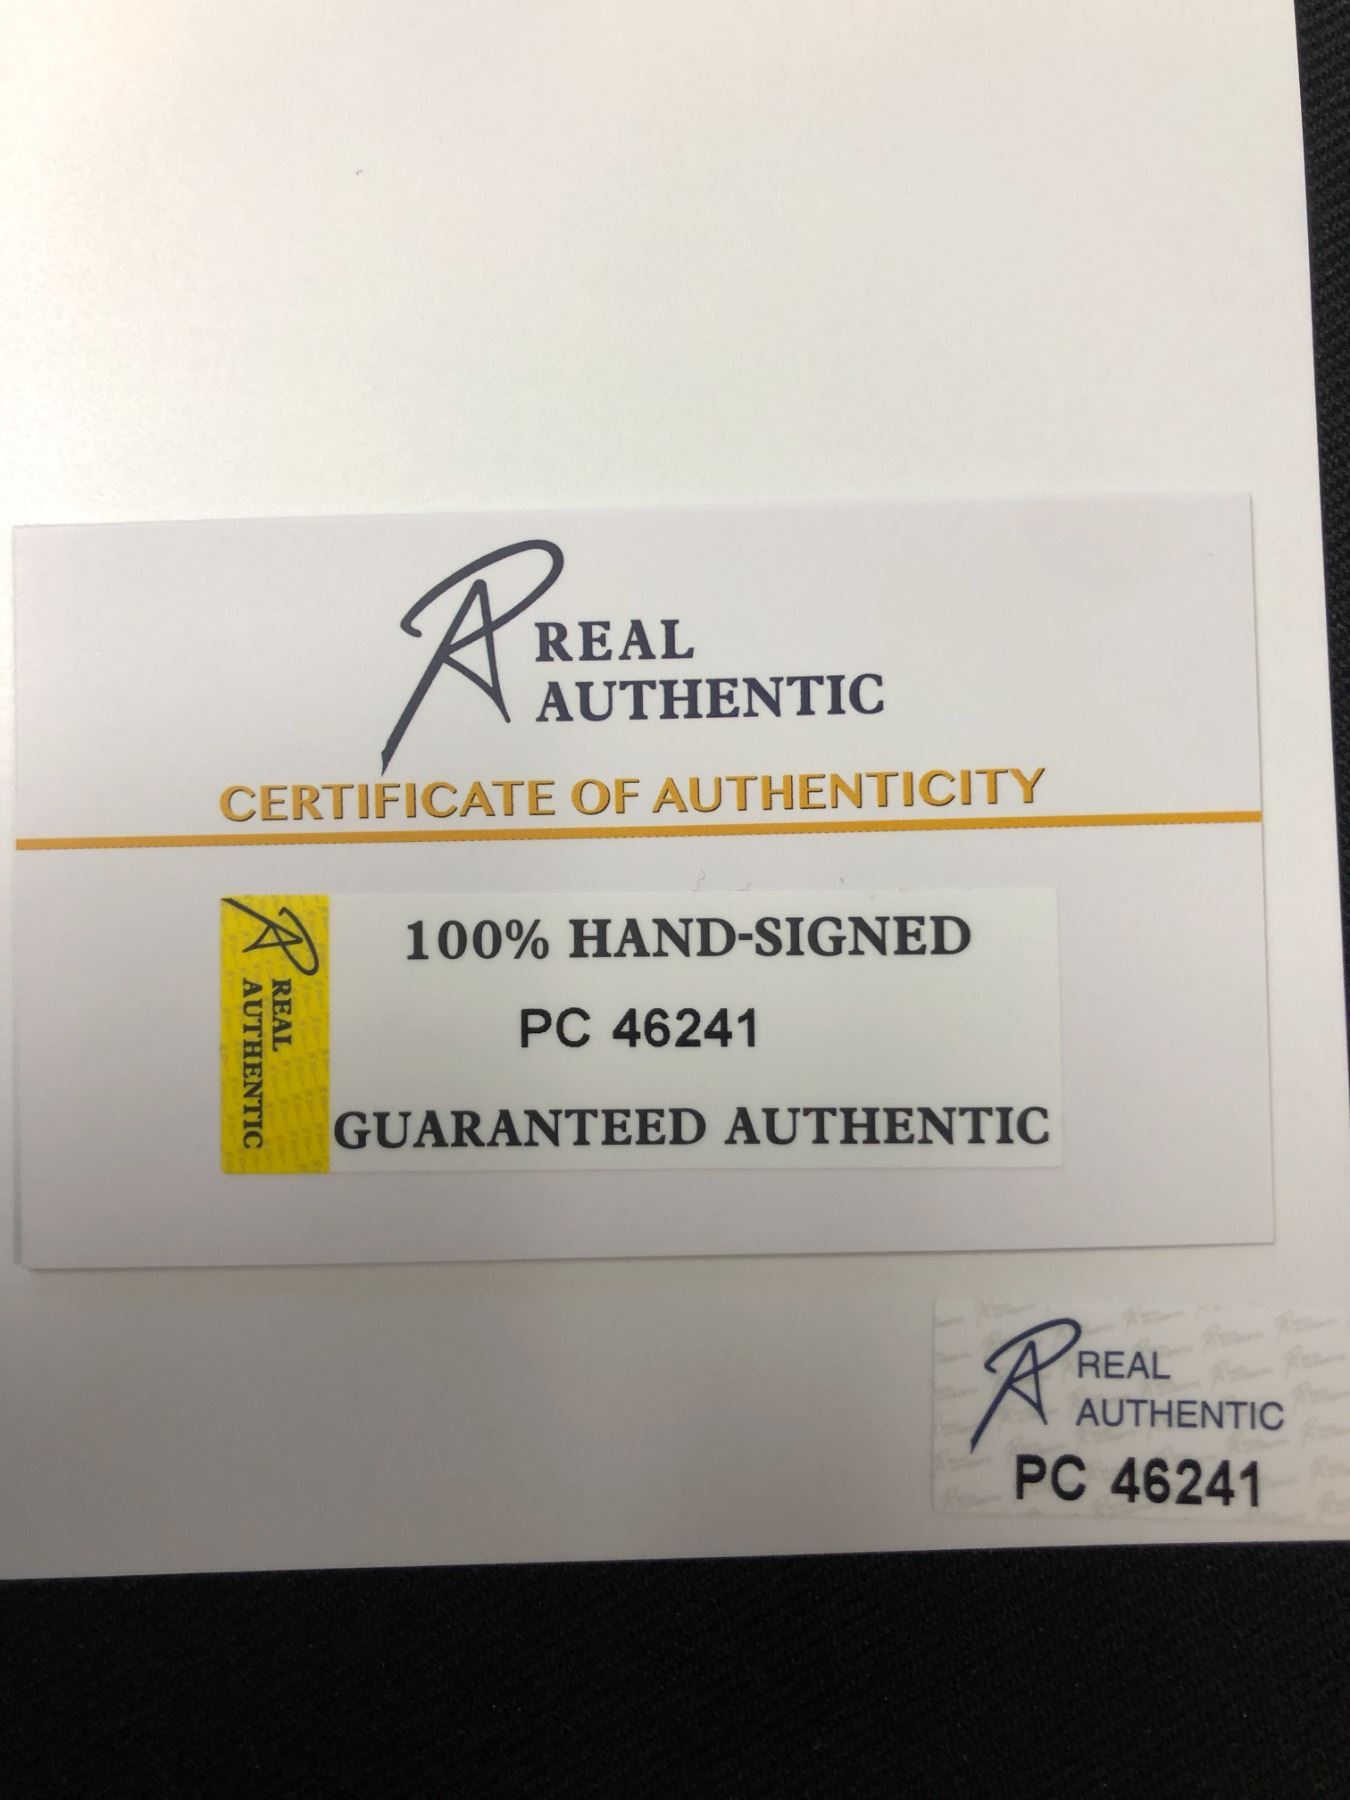 REAL
AUTHENTIC
CERTIFICATE OF AUTHENTICITY
REAL
AUTHENTIC
100% HAND-SIGNED
PC 46241
GUARANTEED AUTHENTIC
REAL
AUTHENTIC
PC 46241